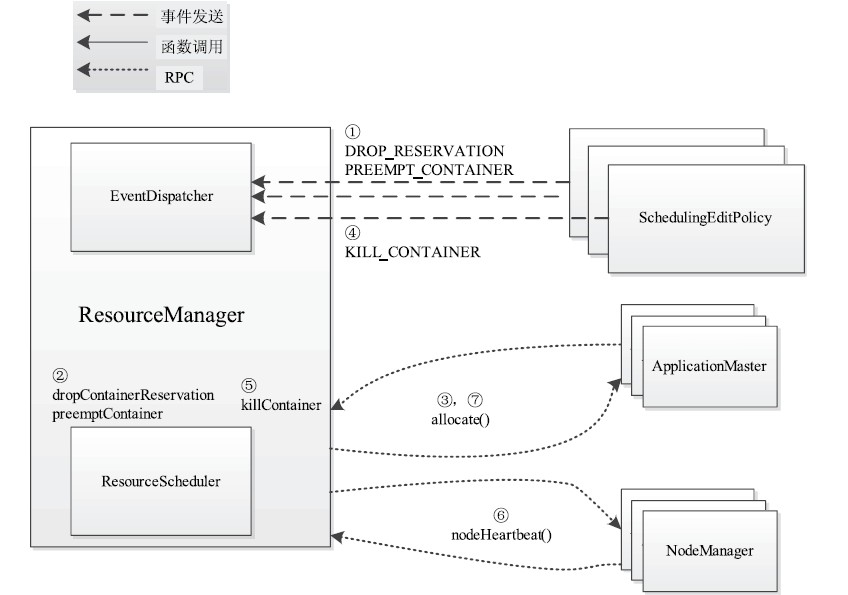 事件发送
函数调用
RPC
①
DROP_RESERVATION
PREEMPT_CONTAINER
EventDispatcher
SchedulingEditPolicy
④
KILL_CONTAINER
ResourceManager
ApplicationMaster
②
dropContainerReservation
preemptContainer
⑤
killContainer
③，⑦
allocate()
ResourceScheduler
⑥
nodeHeartbeat()
NodeManager